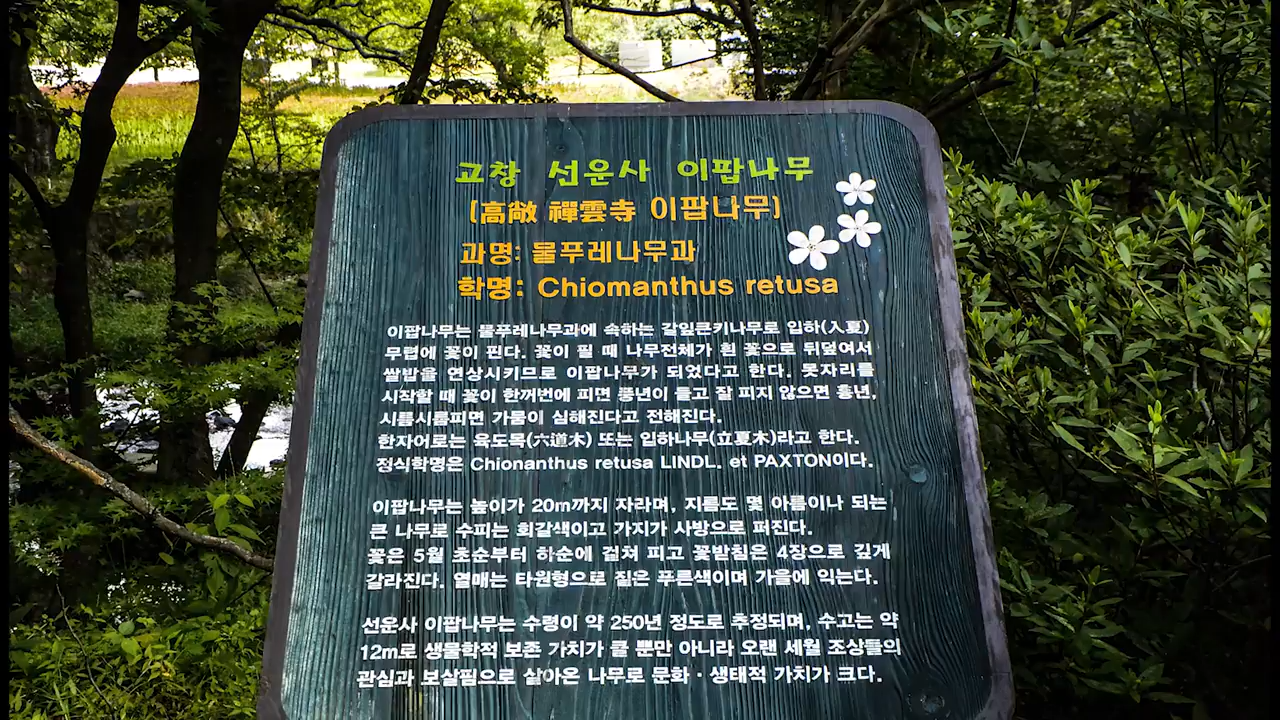 고창 선운사 이팝나무
(高敞 禪雲寺 이팝나무)
과명: 물푸레나무과
학명: Chiomanthus retusa
이팝나무는 물푸레나무과에 속하는 갈잎큰키나무로 입하(入夏)
무렵에 꽃이 핀다. 꽃이 필 때 나무전체가 흰 꽃으로 뒤덮여서
쌀밥을 연상시키므로 이팝나무가 되었다고 한다. 못자리를
시작할 때 꽃이 한꺼번에 피면 풍년이 들고 잘 피지 않으면 흉년,
시름시름피면 가뭄이 심해진다고 전해진다.
한자어로는 육도목(六道木) 또는 입하나무(立夏木)라고 한다.
정식학명은 Chionanthus retusa LINDL. et PAXTON이다.
이팝나무는 높이가 20m까지 자라며, 지름도 몇 아름이나 되는
큰 나무로 수피는 회갈색이고 가지가 사방으로 퍼진다.
꽃은 5월 초순부터 하순에 걸쳐 피고 꽃받침은 4장으로 깊게
갈라진다. 열매는 타원형으로 짙은 푸른색이며 가을에 익는다.
선운사 이팝나무는 수령이 약 250년 정도로 추정되며, 수고는 약
12m로 생물학적 보존 가치가 클 뿐만 아니라 오랜 세월 조상들의
관심과 보살핌으로 살아온 나무로 문화·생태적 가치가 크다.